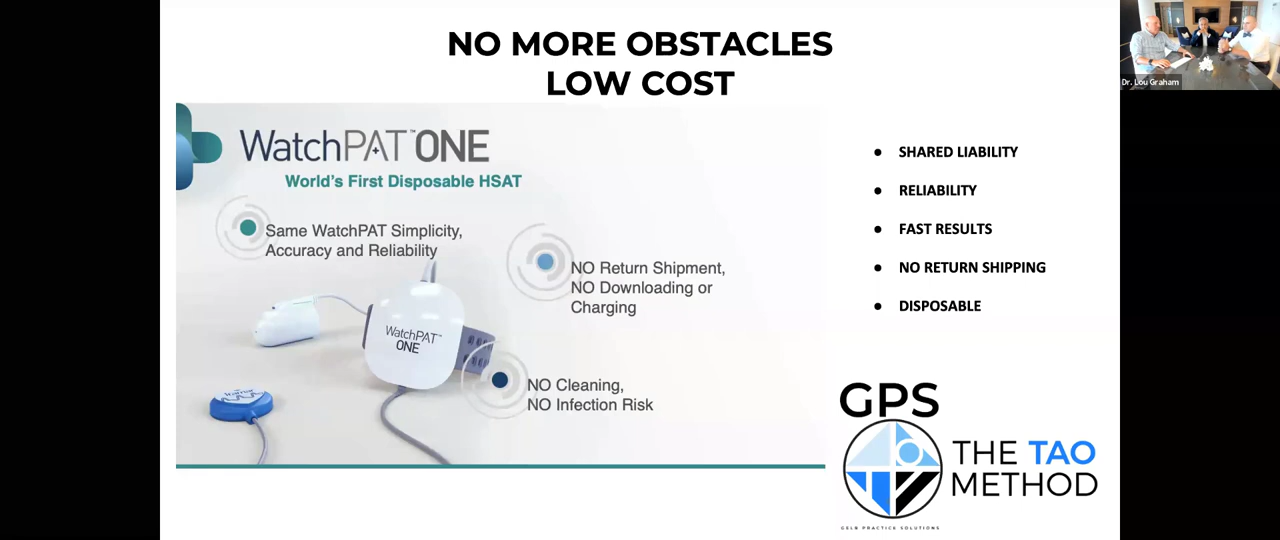 NO MORE OBSTACLES
LOW COST
WatchPAT™ ONE
World's First Disposable HSAT
Same WatchPAT Simplicity,
Accuracy and Reliability
NO Return Shipment,
NO Downloading or
Charging
WatchPAT™
ONE
NO Cleaning,
NO Infection Risk
● SHARED LIABILITY
● RELIABILITY
● FAST RESULTS
● NO RETURN SHIPPING
● DISPOSABLE
GPS
THE TAO
METHOD
GELB PRACTICE SOLUTIONS
Dr. Lou Graham